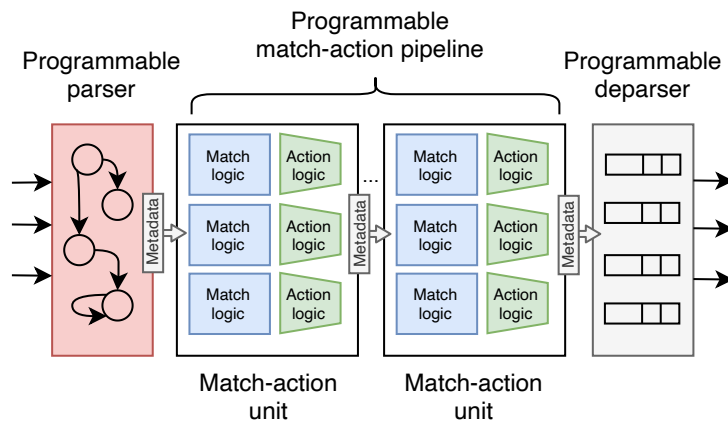 Programmable
match-action pipeline
Programmable
parser
Programmable
deparser
Match
logic
Action
logic
...
Match
logic
Action
logic
Metadata
Match
logic
Action
logic
Metadata
Match
logic
Action
logic
Metadata
Match
logic
Action
logic
Match
logic
Action
logic
Match-action
unit
Match-action
unit